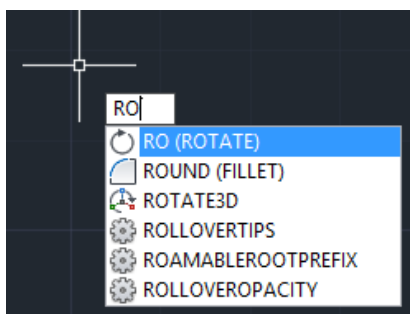 RO
RO (ROTATE)
ROUND (FILLET)
ROTATE3D
ROLLOVERTIPS
ROAMABLEROOTPREFIX
ROLLOVEROPACITY